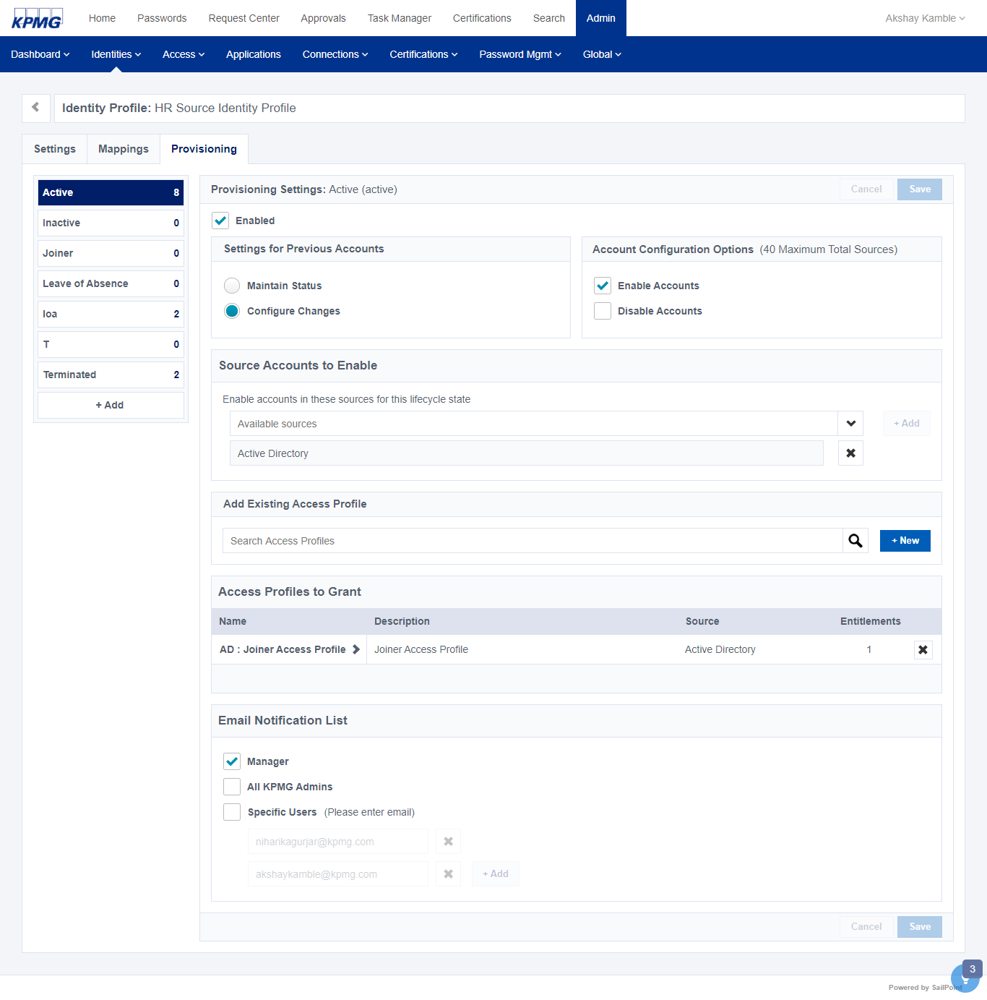 KPMG Home Passwords Request Center Approvals Task Manager Certifications Search Admin Akshay Kamble
Dashboard Identities Access Applications Connections Certifications Password Mgmt Global
Identity Profile: HR Source Identity Profile
Settings Mappings Provisioning
Active 8
Inactive 0
Joiner 0
Leave of Absence 0
loa 2
T 0
Terminated 2
+ Add
Provisioning Settings: Active (active) Cancel Save
Enabled
Settings for Previous Accounts
Maintain Status
Configure Changes
Account Configuration Options (40 Maximum Total Sources)
Enable Accounts
Disable Accounts
Source Accounts to Enable
Enable accounts in these sources for this lifecycle state
Available sources + Add
Active Directory
Add Existing Access Profile
Search Access Profiles + New
Access Profiles to Grant
Name Description Source Entitlements
AD : Joiner Access Profile Joiner Access Profile Active Directory 1
Email Notification List
Manager
All KPMG Admins
Specific Users (Please enter email)
niharikagurjar@kpmg.com
akshaykamble@kpmg.com + Add
Cancel Save
3
Powered by SailPoint